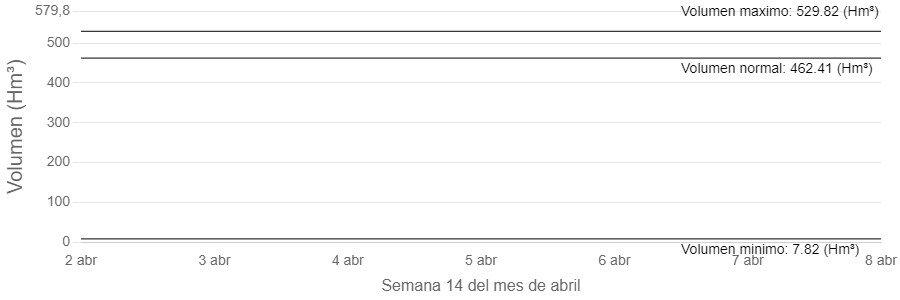 579,8
Volumen maximo: 529.82 (Hm³)
500
Volumen normal: 462.41 (Hm³)
400
300
200
100
0
Volumen (Hm³)
Volumen minimo: 7.82 (Hm³)
2 abr 3 abr 4 abr 5 abr 6 abr 7 abr 8 abr
Semana 14 del mes de abril